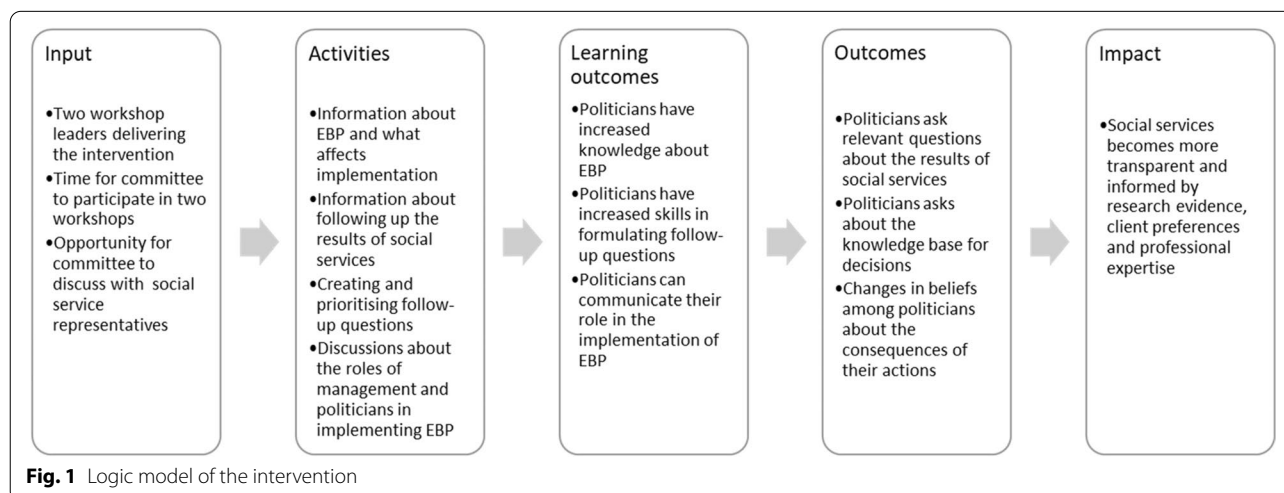 Input
•Two workshop
leaders delivering
the intervention
•Time for committee
to participate in two
workshops
•Opportunity for
committee to
discuss with social
service
representatives
Activities
•Information about
EBP and what
affects
implementation
•Information about
following up the
results of social
services
•Creating and
prioritising follow-
up questions
•Discussions about
the roles of
management and
politicians in
implementing EBP
Learning
outcomes
•Politicians have
increased
knowledge about
EBP
•Politicians have
increased skills in
formulating follow-
up questions
•Politicians can
communicate their
role in the
implementation of
EBP
Outcomes
•Politicians ask
relevant questions
about the results of
social services
•Politicians asks
about the
knowledge base for
decisions
•Changes in beliefs
among politicians
about the
consequences of
their actions
Impact
•Social services
becomes more
transparent and
informed by
research evidence,
client preferences
and professional
expertise
Fig. 1 Logic model of the intervention